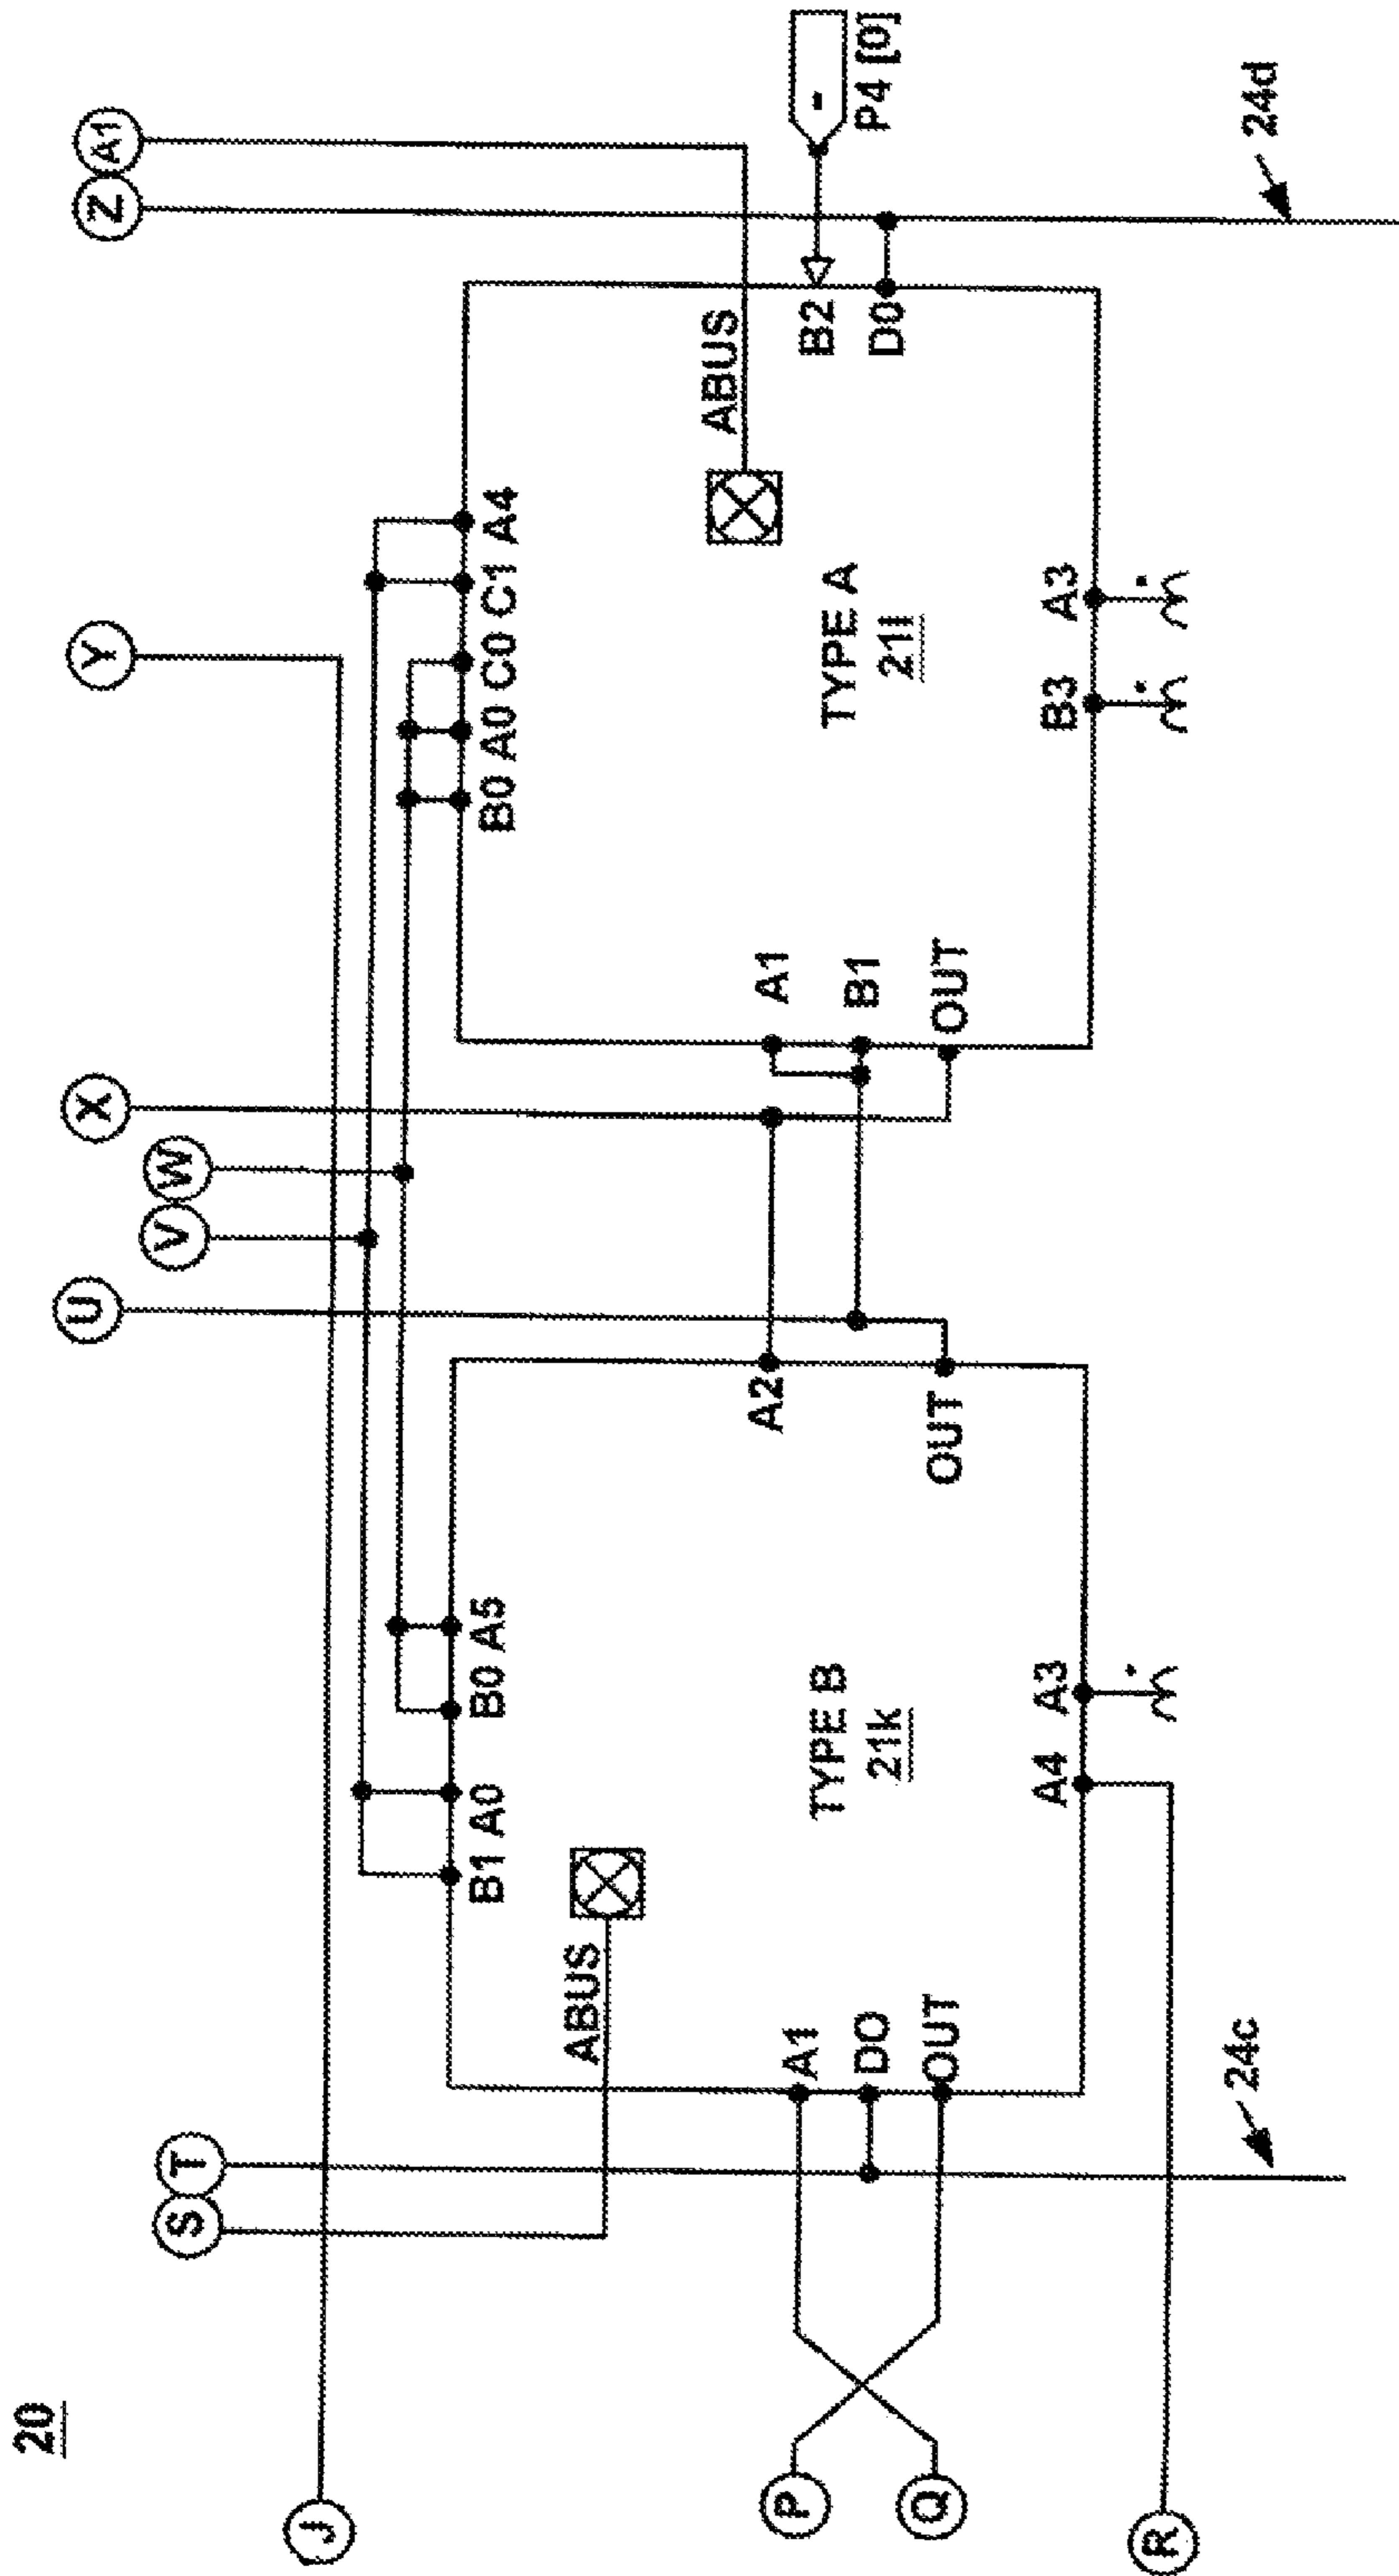 20
J
S
T
U
V
W
X
Y
Z
A1
P
Q
R
ABUS
B1 A0
B0 A5
A1
DO
OUT
TYPE B
21k
A2
OUT
A4
A3
24c
B0 A0 C0 C1 A4
ABUS
A1
B1
OUT
TYPE A
B2
D0
B3
A3
P4 [0]
24d